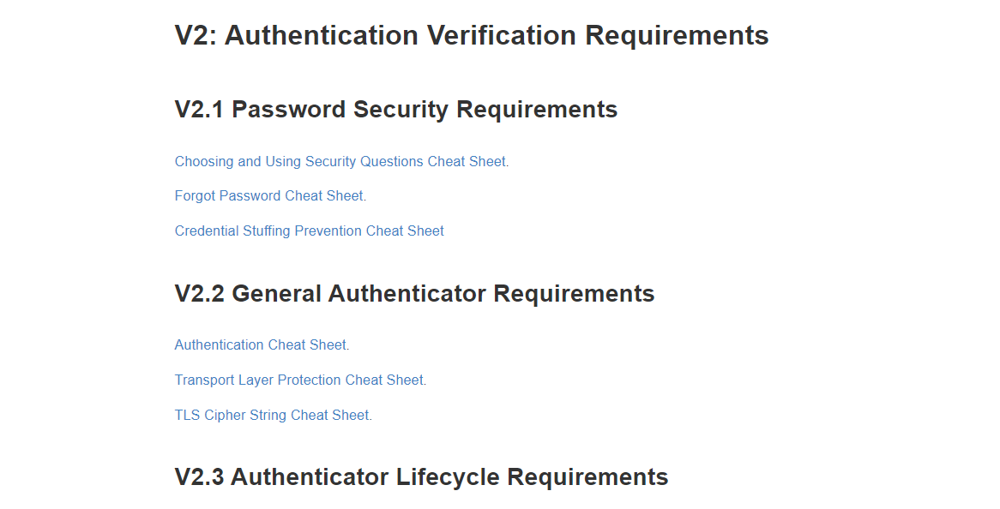 V2: Authentication Verification Requirements
V2.1 Password Security Requirements
Choosing and Using Security Questions Cheat Sheet.
Forgot Password Cheat Sheet.
Credential Stuffing Prevention Cheat Sheet
V2.2 General Authenticator Requirements
Authentication Cheat Sheet.
Transport Layer Protection Cheat Sheet.
TLS Cipher String Cheat Sheet.
V2.3 Authenticator Lifecycle Requirements